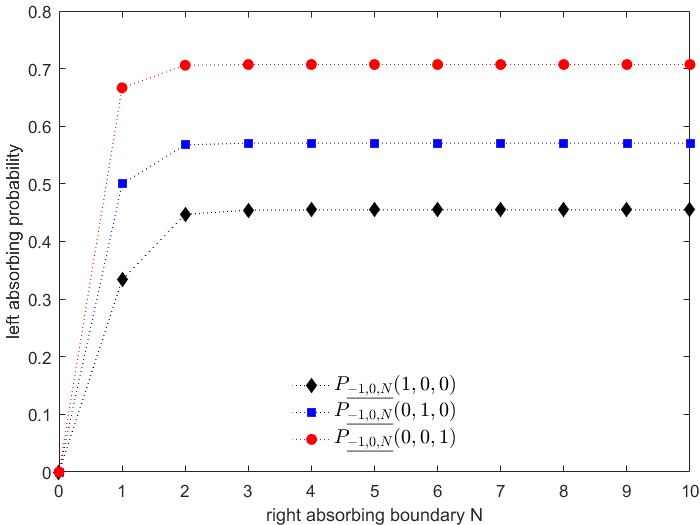 0.8
0.7
0.6
0.5
0.4
0.3
0.2
0.1
0
left absorbing probability
P_{-1,0,N}(1,0,0)
P_{-1,0,N}(0,1,0)
P_{-1,0,N}(0,0,1)
0 1 2 3 4 5 6 7 8 9 10
right absorbing boundary N